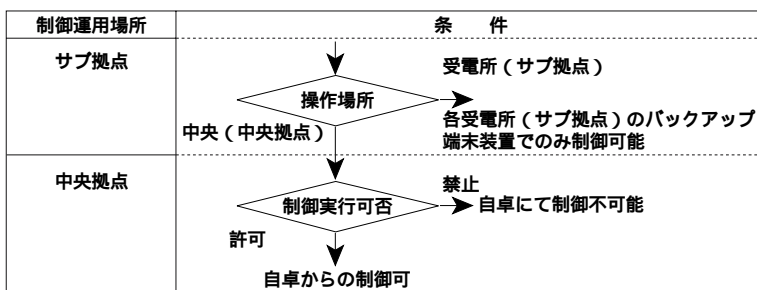 制御運用場所
条 件
サブ拠点
受電所（サブ拠点）
操作場所
各受電所（サブ拠点）のバックアップ
端末装置でのみ制御可能
中央（中央拠点）
中央拠点
禁止
制御実行可否
自卓にて制御不可能
許可
自卓からの制御可